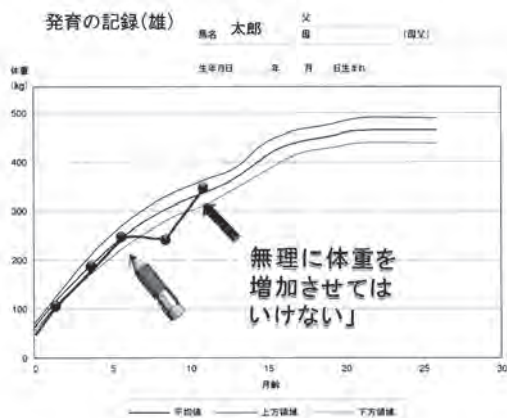 発育の記録(雄)
馬名 太郎
父
母 (母父)
生年月日 年 月 日生まれ
体重
(kg)
500
400
300
200
100
0
0 5 10 15 20 25 30
月齢
無理に体重を
増加させては
いけない」
平均値 上方領域 下方領域